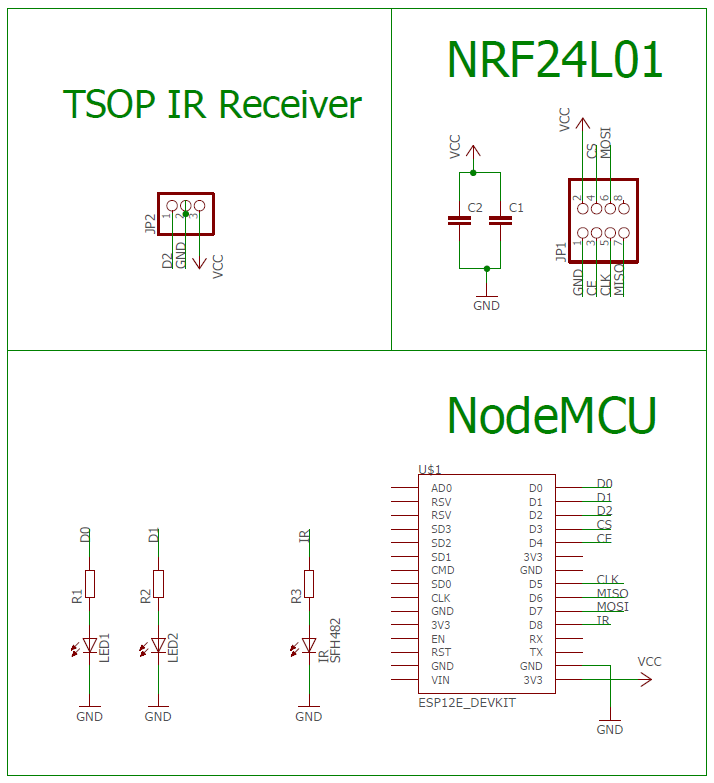 TSOP IR Receiver
JP2
1
2
3
D2
GND
VCC
NRF24L01
VCC
C2
C1
GND
VCC
CS
MOSI
2
4
6
8
JP1
1
3
5
7
GND
CE
CLK
MISO
NodeMCU
D0
R1
LED1
GND
D1
R2
LED2
GND
IR
R3
IR
SFH482
GND
U$1
AD0 D0 D0
RSV D1 D1
RSV D2 D2
SD3 D3 CS
SD2 D4 CE
SD1 3V3
CMD GND
SD0 D5 CLK
CLK D6 MISO
GND D7 MOSI
3V3 D8 IR
EN RX
RST TX
GND GND
VIN 3V3
VCC
ESP12E_DEVKIT
GND